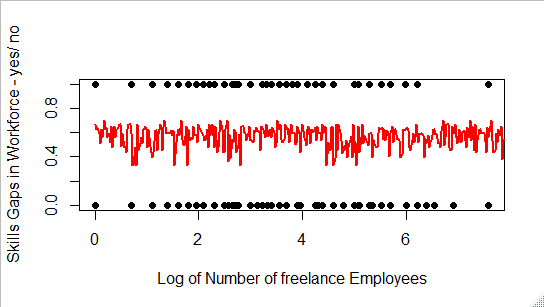 Skills Gaps in Workforce - yes/ no
0.8
0.4
0.0
0 2 4 6
Log of Number of freelance Employees